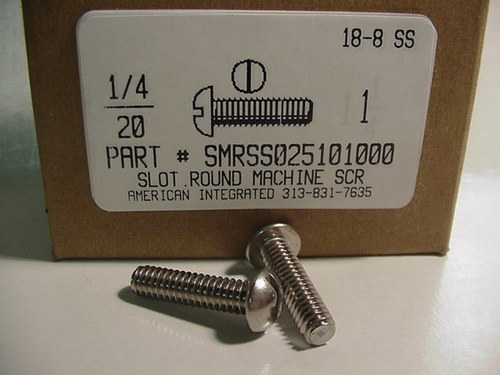 18-8 SS
1/4
20
1
PART # SMRSS025101000
SLOT.ROUND MACHINE SCR
AMERICAN INTEGRATED 313-831-7635